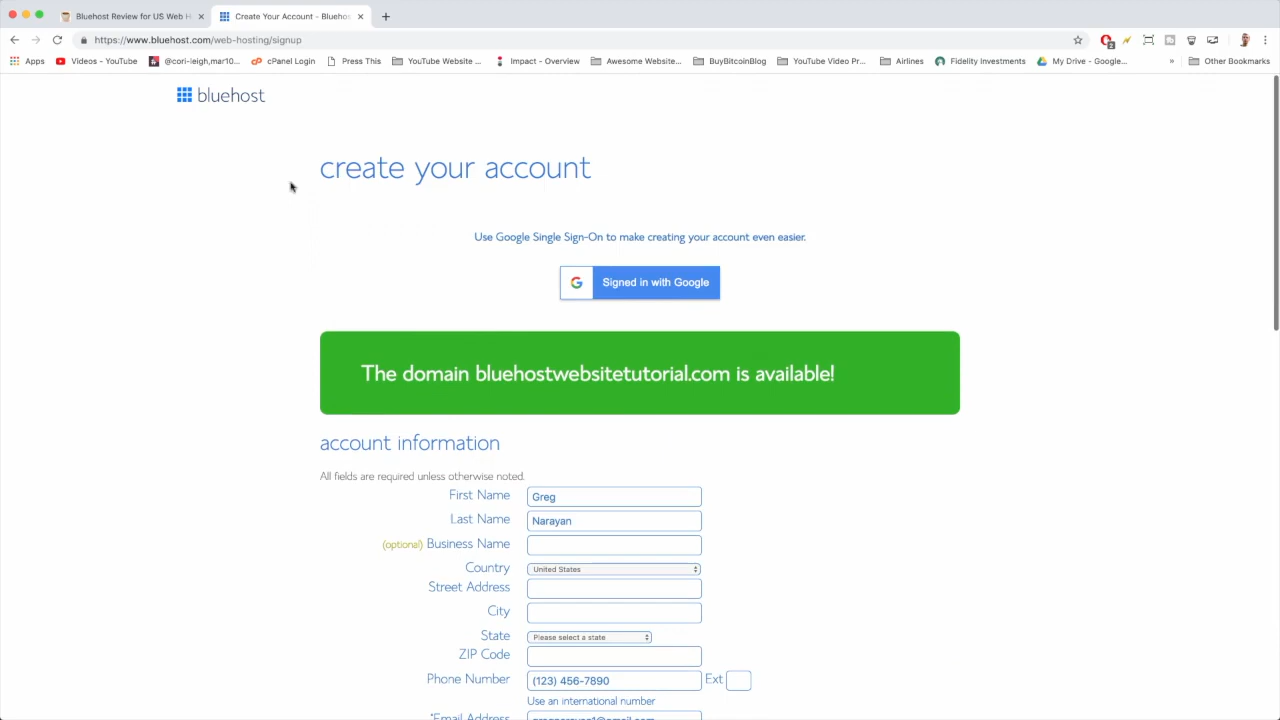 Bluehost Review for US Web H
Create Your Account - Bluehos
https://www.bluehost.com/web-hosting/signup
2
Apps
Videos - YouTube
@cori-leigh,mar10...
cPanel Login
Press This
YouTube Website ...
Impact - Overview
Awesome Website...
BuyBitcoinBlog
YouTube Video Pr...
Airlines
Fidelity Investments
My Drive - Google...
»
Other Bookmarks
bluehost
create your account
Use Google Single Sign-On to make creating your account even easier.
G Signed in with Google
The domain bluehostwebsitetutorial.com is available!
account information
All fields are required unless otherwise noted.
First Name Greg
Last Name Narayan
(optional) Business Name
Country United States
Street Address
City
State Please select a state
ZIP Code
Phone Number (123) 456-7890 Ext
Use an international number
*Email Address